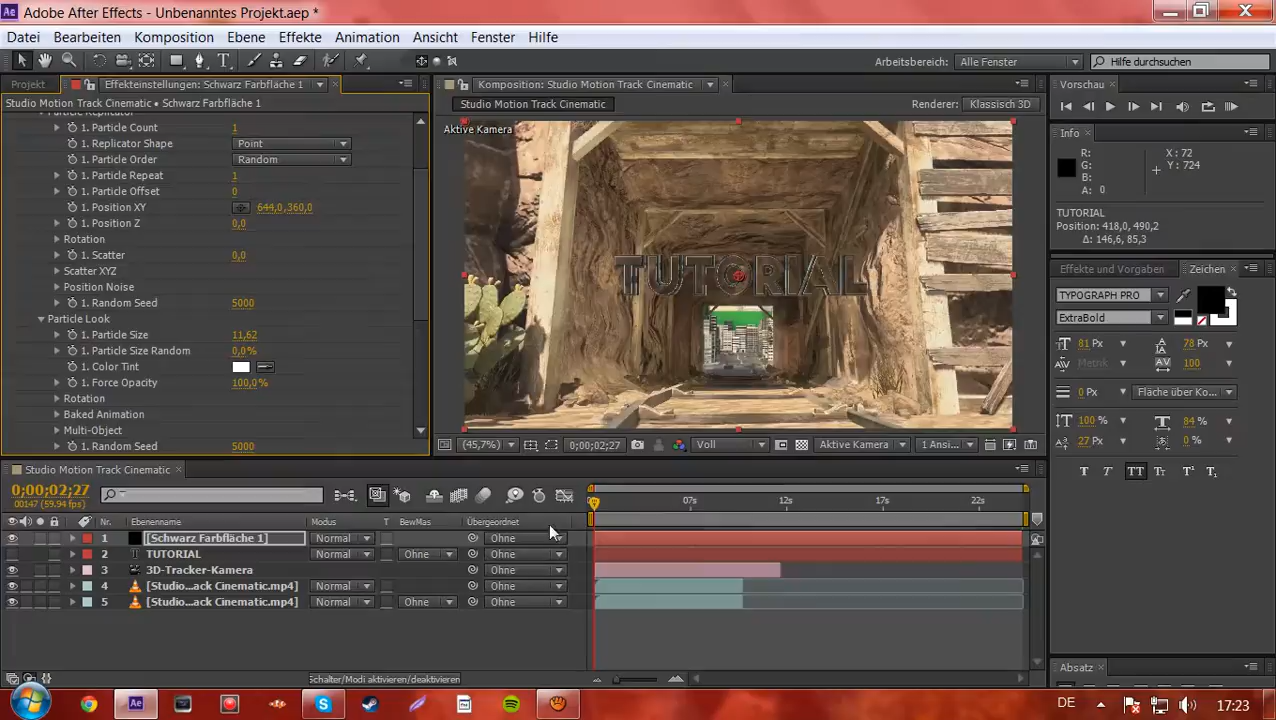 Adobe After Effects - Unbenanntes Projekt.aep *
Datei Bearbeiten Komposition Ebene Effekte Animation Ansicht Fenster Hilfe
Arbeitsbereich: Alle Fenster Hilfe durchsuchen
Projekt Effekteinstellungen: Schwarz Farbfläche 1
Studio Motion Track Cinematic • Schwarz Farbfläche 1
Particle Replicator
1. Particle Count 1
1. Replicator Shape Point
1. Particle Order Random
1. Particle Repeat 1
1. Particle Offset 0
1. Position XY 644,0,360,0
1. Position Z 0,0
Rotation
1. Scatter 0,0
Scatter XYZ
Position Noise
1. Random Seed 5000
Particle Look
1. Particle Size 11,62
1. Particle Size Random 0,0%
1. Color Tint
1. Force Opacity 100,0%
Rotation
Baked Animation
Multi-Object
1. Random Seed 5000
Komposition: Studio Motion Track Cinematic
Studio Motion Track Cinematic Renderer: Klassisch 3D
Aktive Kamera
TUTORIAL
(45,7%) 0;00;02;27 Voll Aktive Kamera 1 Ansi...
Vorschau
Info
R: X : 72
G: Y : 724
B:
A: 0
TUTORIAL
Position: 418,0, 490,2
Δ: 146,6, 85,3
Effekte und Vorgaben Zeichen
TYPOGRAPH PRO
ExtraBold
81 Px 78 Px
Metrik 100
0 Px Fläche über Ko...
100 % 84 %
27 Px 0 %
T T TT Tr T¹ T₁
Absatz
Studio Motion Track Cinematic
0;00;02;27
00147 (59.94 fps)
07s 12s 17s 22s
Nr. Ebenenname Modus T BewMas Übergeordnet
1 [Schwarz Farbfläche 1] Normal Ohne
2 T TUTORIAL Normal Ohne Ohne
3 3D-Tracker-Kamera Ohne
4 [Studio...ack Cinematic.mp4] Normal Ohne
5 [Studio...ack Cinematic.mp4] Normal Ohne Ohne
Schalter/Modi aktivieren/deaktivieren
DE 17:23